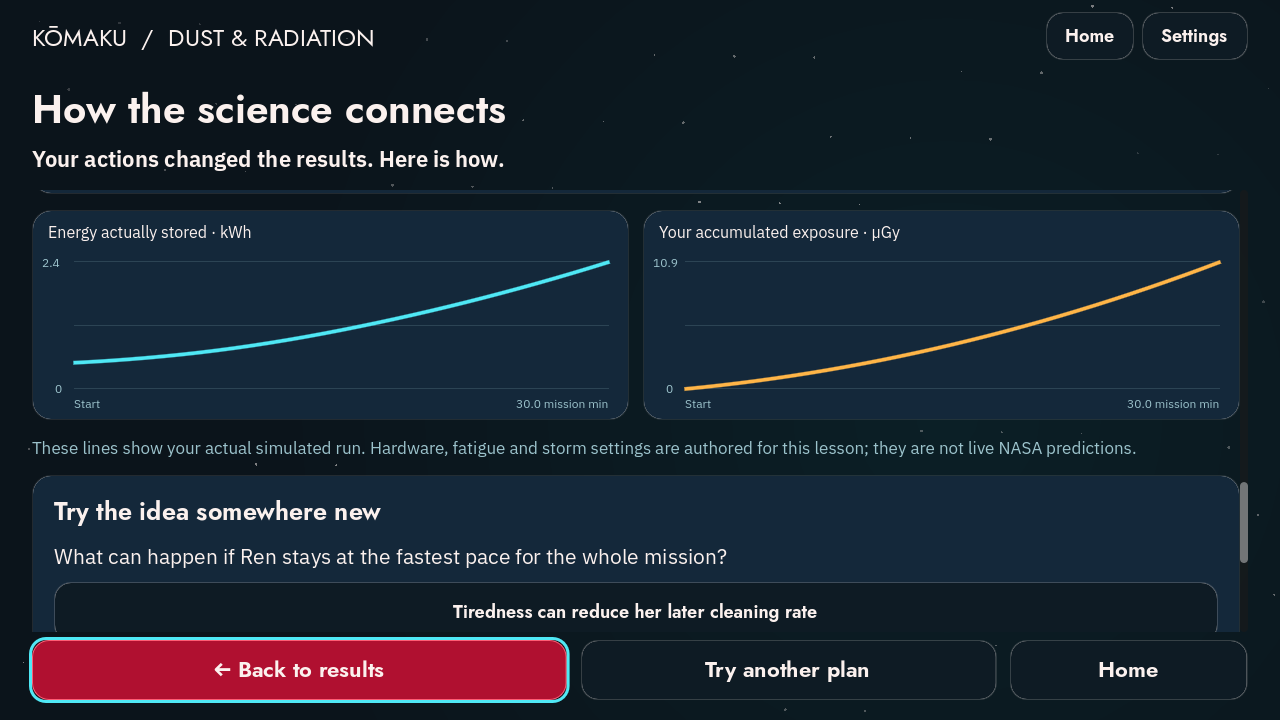 KŌMAKU / DUST & RADIATION
Home
Settings
How the science connects
Your actions changed the results. Here is how.
Energy actually stored · kWh
2.4
0
Start
30.0 mission min
Your accumulated exposure · µGy
10.9
0
Start
30.0 mission min
These lines show your actual simulated run. Hardware, fatigue and storm settings are authored for this lesson; they are not live NASA predictions.
Try the idea somewhere new
What can happen if Ren stays at the fastest pace for the whole mission?
Tiredness can reduce her later cleaning rate
← Back to results
Try another plan
Home